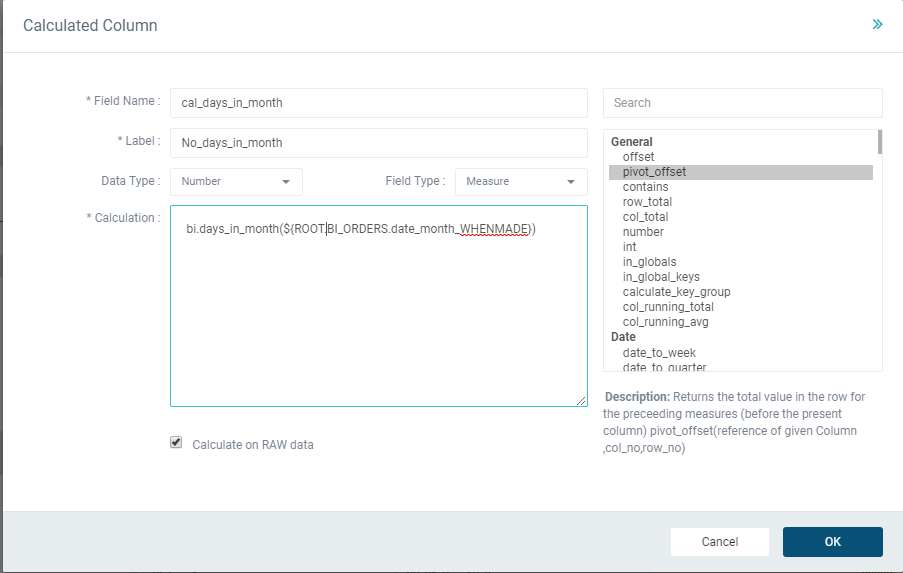 Calculated Column
»
* Field Name :
cal_days_in_month
* Label :
No_days_in_month
Data Type :
Number
Field Type :
Measure
* Calculation :
bi.days_in_month(${ROOT.BI_ORDERS.date_month_WHENMADE})
Calculate on RAW data
Search
General
offset
pivot_offset
contains
row_total
col_total
number
int
in_globals
in_global_keys
calculate_key_group
col_running_total
col_running_avg
Date
date_to_week
date_to_quarter
Description: Returns the total value in the row for
the preceeding measures (before the present
column) pivot_offset(reference of given Column
,col_no,row_no)
Cancel
OK